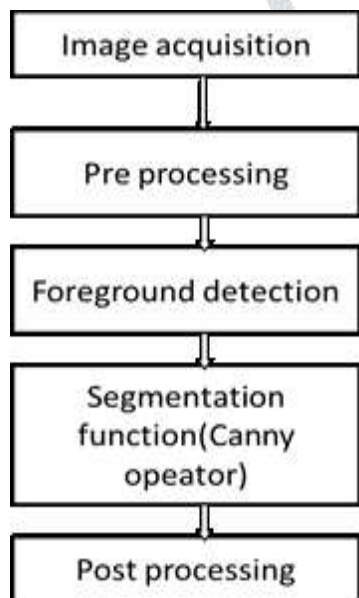 Image acquisition
Pre processing
Foreground detection
Segmentation
function(Canny
opeator)
Post processing